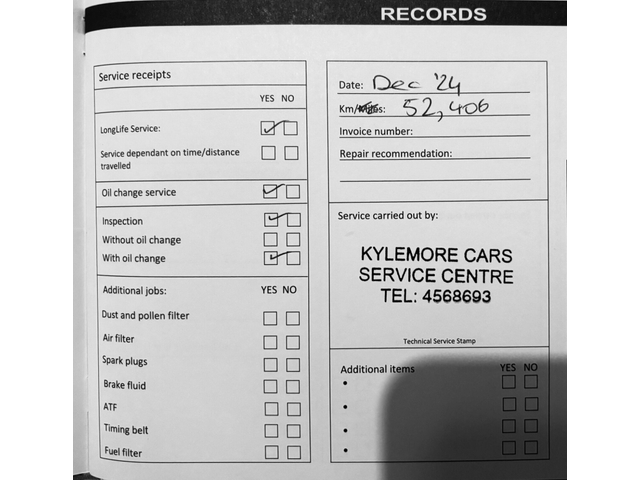 RECORDS
Service receipts
YES NO
LongLife Service:
Service dependant on time/distance
travelled
Oil change service
Inspection
Without oil change
With oil change
Additional jobs: YES NO
Dust and pollen filter
Air filter
Spark plugs
Brake fluid
ATF
Timing belt
Fuel filter
Date: Dec '24
Km/Miles: 52,406
Invoice number:
Repair recommendation:
Service carried out by:
KYLEMORE CARS
SERVICE CENTRE
TEL: 4568693
Technical Service Stamp
Additional items YES NO